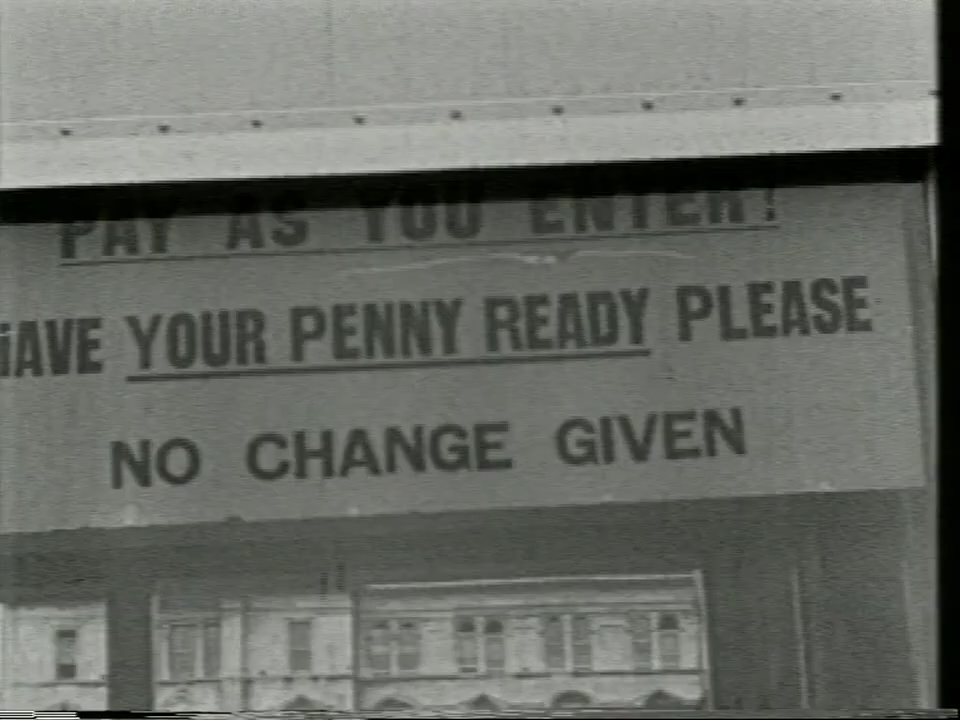 PAY AS YOU ENTER!
HAVE YOUR PENNY READY PLEASE
NO CHANGE GIVEN